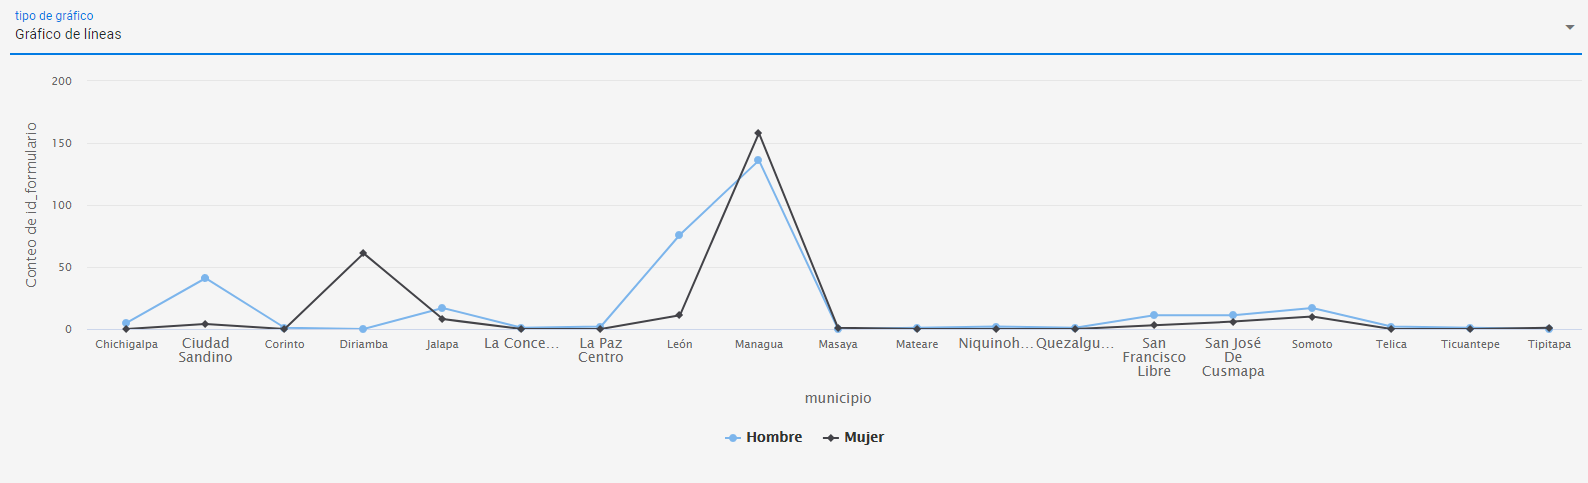 tipo de gráfico
Gráfico de líneas
200
150
100
50
0
Conteo de id_formulario
Chichigalpa
Ciudad
Sandino
Corinto
Diriamba
Jalapa
La Conce…
La Paz
Centro
León
Managua
Masaya
Mateare
Niquinoh…
Quezalgu…
San
Francisco
Libre
San José
De
Cusmapa
Somoto
Telica
Ticuantepe
Tipitapa
municipio
Hombre
Mujer